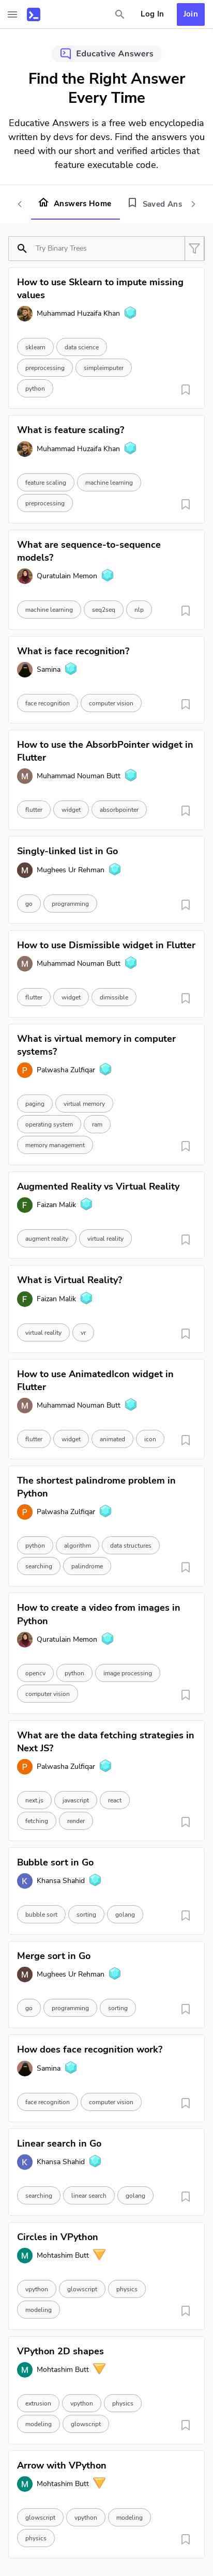 Log In
Join
Educative Answers
Find the Right Answer
Every Time
Educative Answers is a free web encyclopedia
written by devs for devs. Find the answers you
need with our short and verified articles that
feature executable code.
Answers Home
Saved Ans
Try Binary Trees
How to use Sklearn to impute missing
values
Muhammad Huzaifa Khan
sklearn
data science
preprocessing
simpleimputer
python
What is feature scaling?
Muhammad Huzaifa Khan
feature scaling
machine learning
preprocessing
What are sequence-to-sequence
models?
Quratulain Memon
machine learning
seq2seq
nlp
What is face recognition?
Samina
face recognition
computer vision
How to use the AbsorbPointer widget in
Flutter
M
Muhammad Nouman Butt
flutter
widget
absorbpointer
Singly-linked list in Go
M
Mughees Ur Rehman
go
programming
How to use Dismissible widget in Flutter
M
Muhammad Nouman Butt
flutter
widget
dimissible
What is virtual memory in computer
systems?
P
Palwasha Zulfiqar
paging
virtual memory
operating system
ram
memory management
Augmented Reality vs Virtual Reality
F
Faizan Malik
augment reality
virtual reality
What is Virtual Reality?
F
Faizan Malik
virtual reality
vr
How to use AnimatedIcon widget in
Flutter
M
Muhammad Nouman Butt
flutter
widget
animated
icon
The shortest palindrome problem in
Python
P
Palwasha Zulfiqar
python
algorithm
data structures
searching
palindrome
How to create a video from images in
Python
Quratulain Memon
opencv
python
image processing
computer vision
What are the data fetching strategies in
Next JS?
P
Palwasha Zulfiqar
next.js
javascript
react
fetching
render
Bubble sort in Go
K
Khansa Shahid
bubble sort
sorting
golang
Merge sort in Go
M
Mughees Ur Rehman
go
programming
sorting
How does face recognition work?
Samina
face recognition
computer vision
Linear search in Go
K
Khansa Shahid
searching
linear search
golang
Circles in VPython
M
Mohtashim Butt
vpython
glowscript
physics
modeling
VPython 2D shapes
M
Mohtashim Butt
extrusion
vpython
physics
modeling
glowscript
Arrow with VPython
M
Mohtashim Butt
glowscript
vpython
modeling
physics